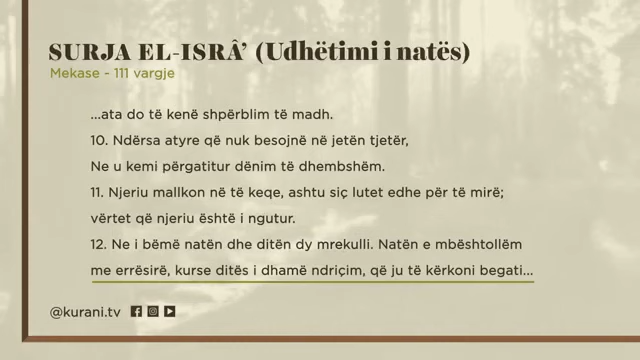 SURJA EL-ISRÂ’ (Udhëtimi i natës)
Mekase - 111 vargje
...ata do të kenë shpërblim të madh.
10. Ndërsa atyre që nuk besojnë në jetën tjetër,
Ne u kemi përgatitur dënim të dhembshëm.
11. Njeriu mallkon në të keqe, ashtu siç lutet edhe për të mirë;
vërtet që njeriu është i ngutur.
12. Ne i bëmë natën dhe ditën dy mrekulli. Natën e mbështollëm
me errësirë, kurse ditës i dhamë ndriçim, që ju të kërkoni begati...
@kurani.tv